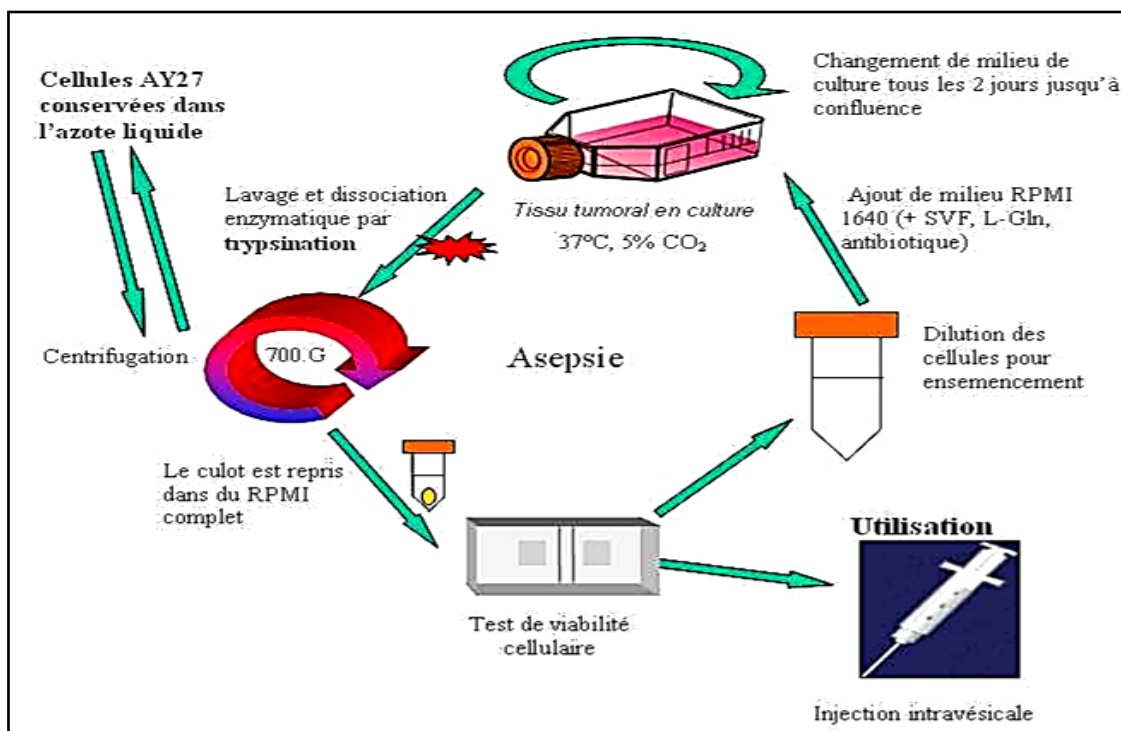 Cellules AY27
conservées dans
l'azote liquide
Changement de milieu de
culture tous les 2 jours jusqu'à
confluence
Lavage et dissociation
enzymatique par
trypsination
Tissu tumoral en culture
37°C, 5% CO₂
Ajout de milieu RPMI
1640 (+ SVF, L-Gln,
antibiotique)
Centrifugation
700 G
Asepsie
Dilution des
cellules pour
ensemencement
Le culot est repris
dans du RPMI
complet
Test de viabilité
cellulaire
Utilisation
Injection intravésicale